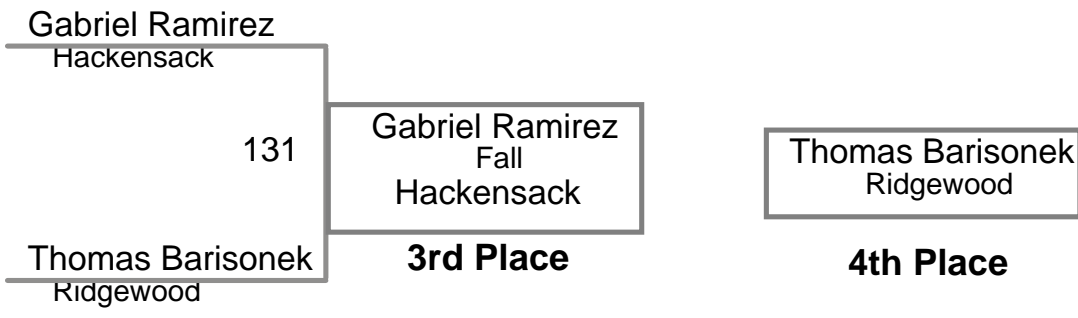 Gabriel Ramirez
Hackensack
131
Thomas Barisonek
Ridgewood
Gabriel Ramirez
Fall
Hackensack
3rd Place
Thomas Barisonek
Ridgewood
4th Place